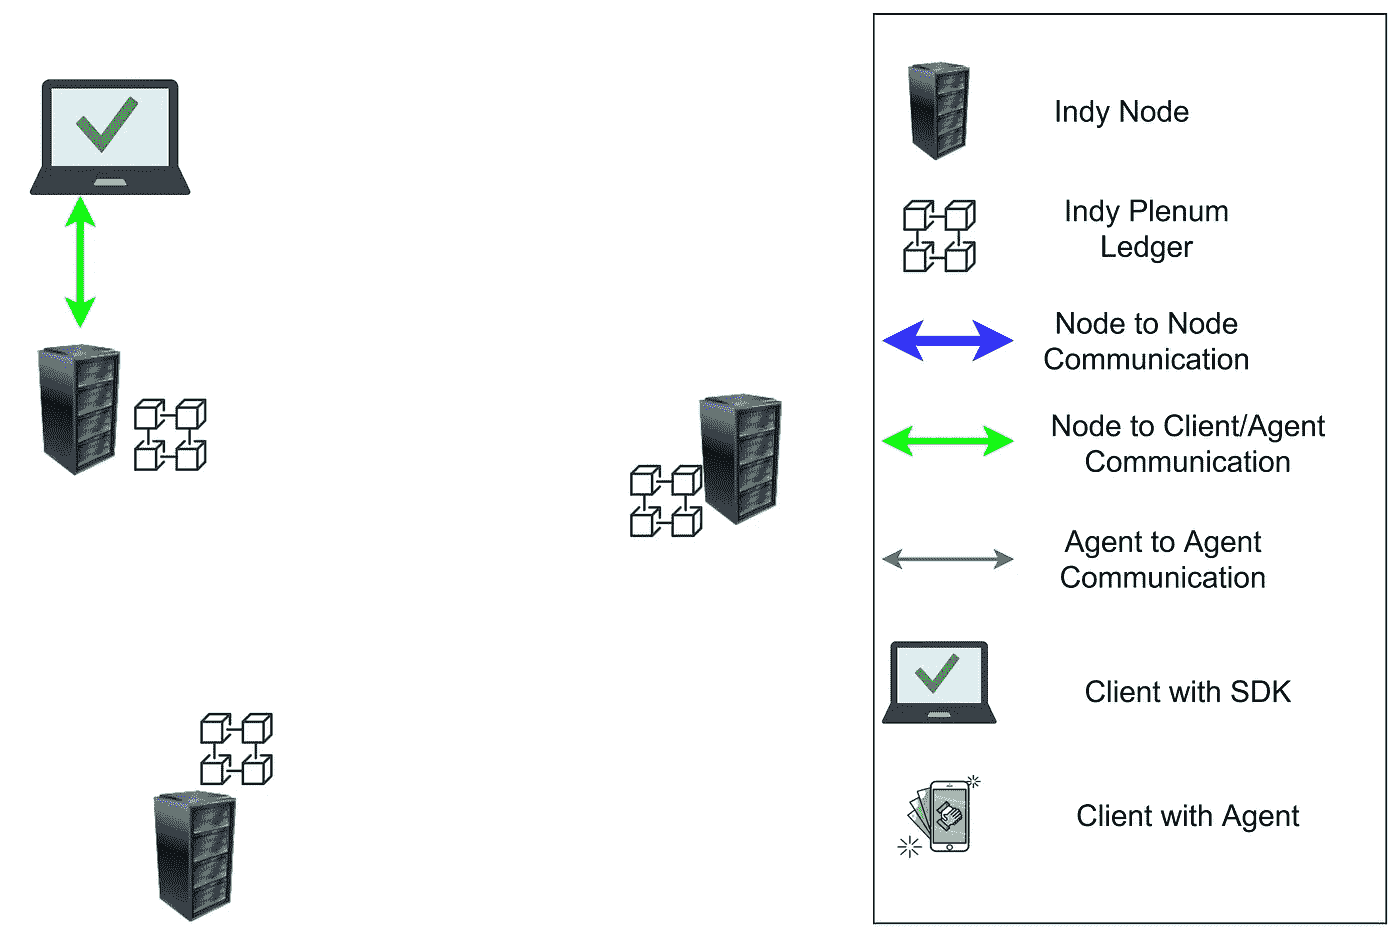 Indy Node
Indy Plenum
Ledger
Node to Node
Communication
Node to Client/Agent
Communication
Agent to Agent
Communication
Client with SDK
Client with Agent